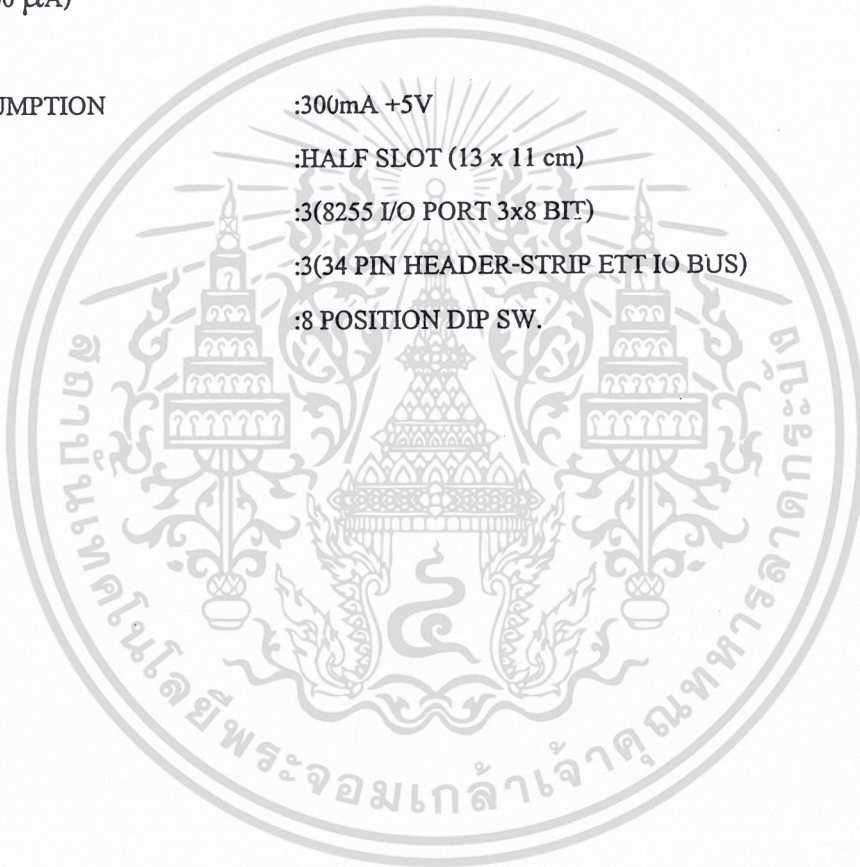 :300mA +5V
:HALF SLOT (13 x 11 cm)
:3(8255 I/O PORT 3x8 BIT)
:3(34 PIN HEADER-STRIP ETT IO BUS)
:8 POSITION DIP SW.
สถาบันเทคโนโลยีพระจอมเกล้าเจ้าคุณทหารลาดกระบัง